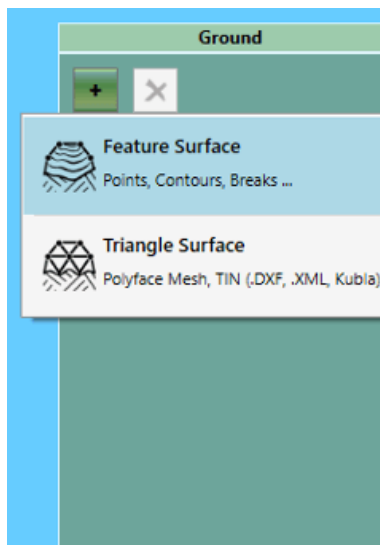 Ground
+
Feature Surface
Points, Contours, Breaks ...
Triangle Surface
Polyface Mesh, TIN (.DXF, .XML, Kubla)